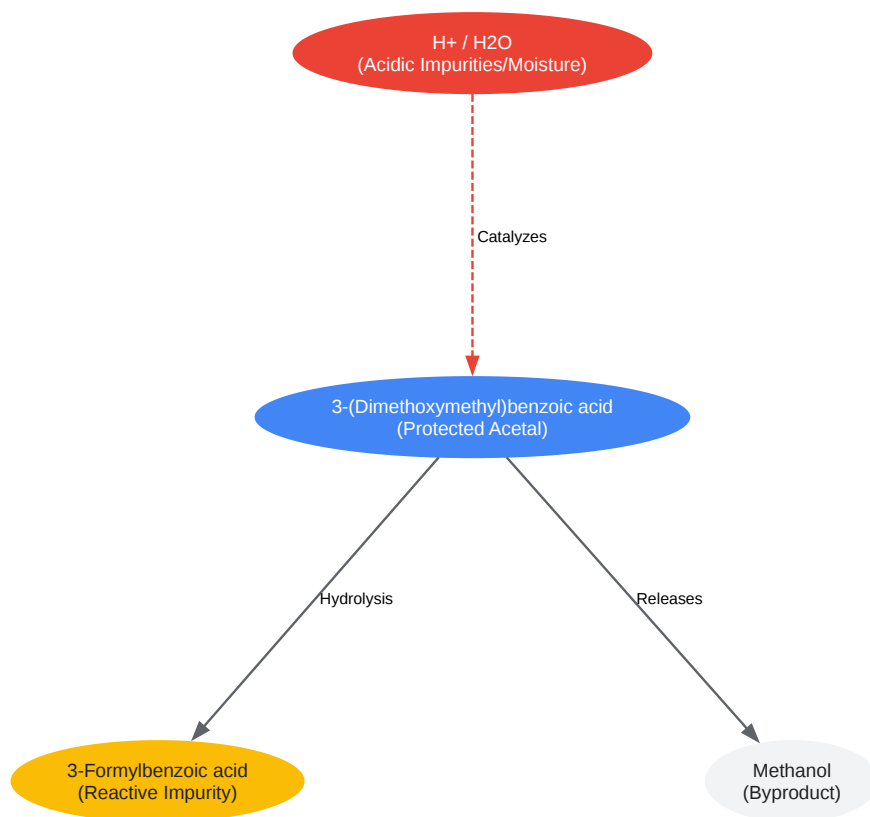 H+ / H2O
(Acidic Impurities/Moisture)
Catalyzes
3-(Dimethoxymethyl)benzoic acid
(Protected Acetal)
Hydrolysis
Releases
3-Formylbenzoic acid
(Reactive Impurity)
Methanol
(Byproduct)